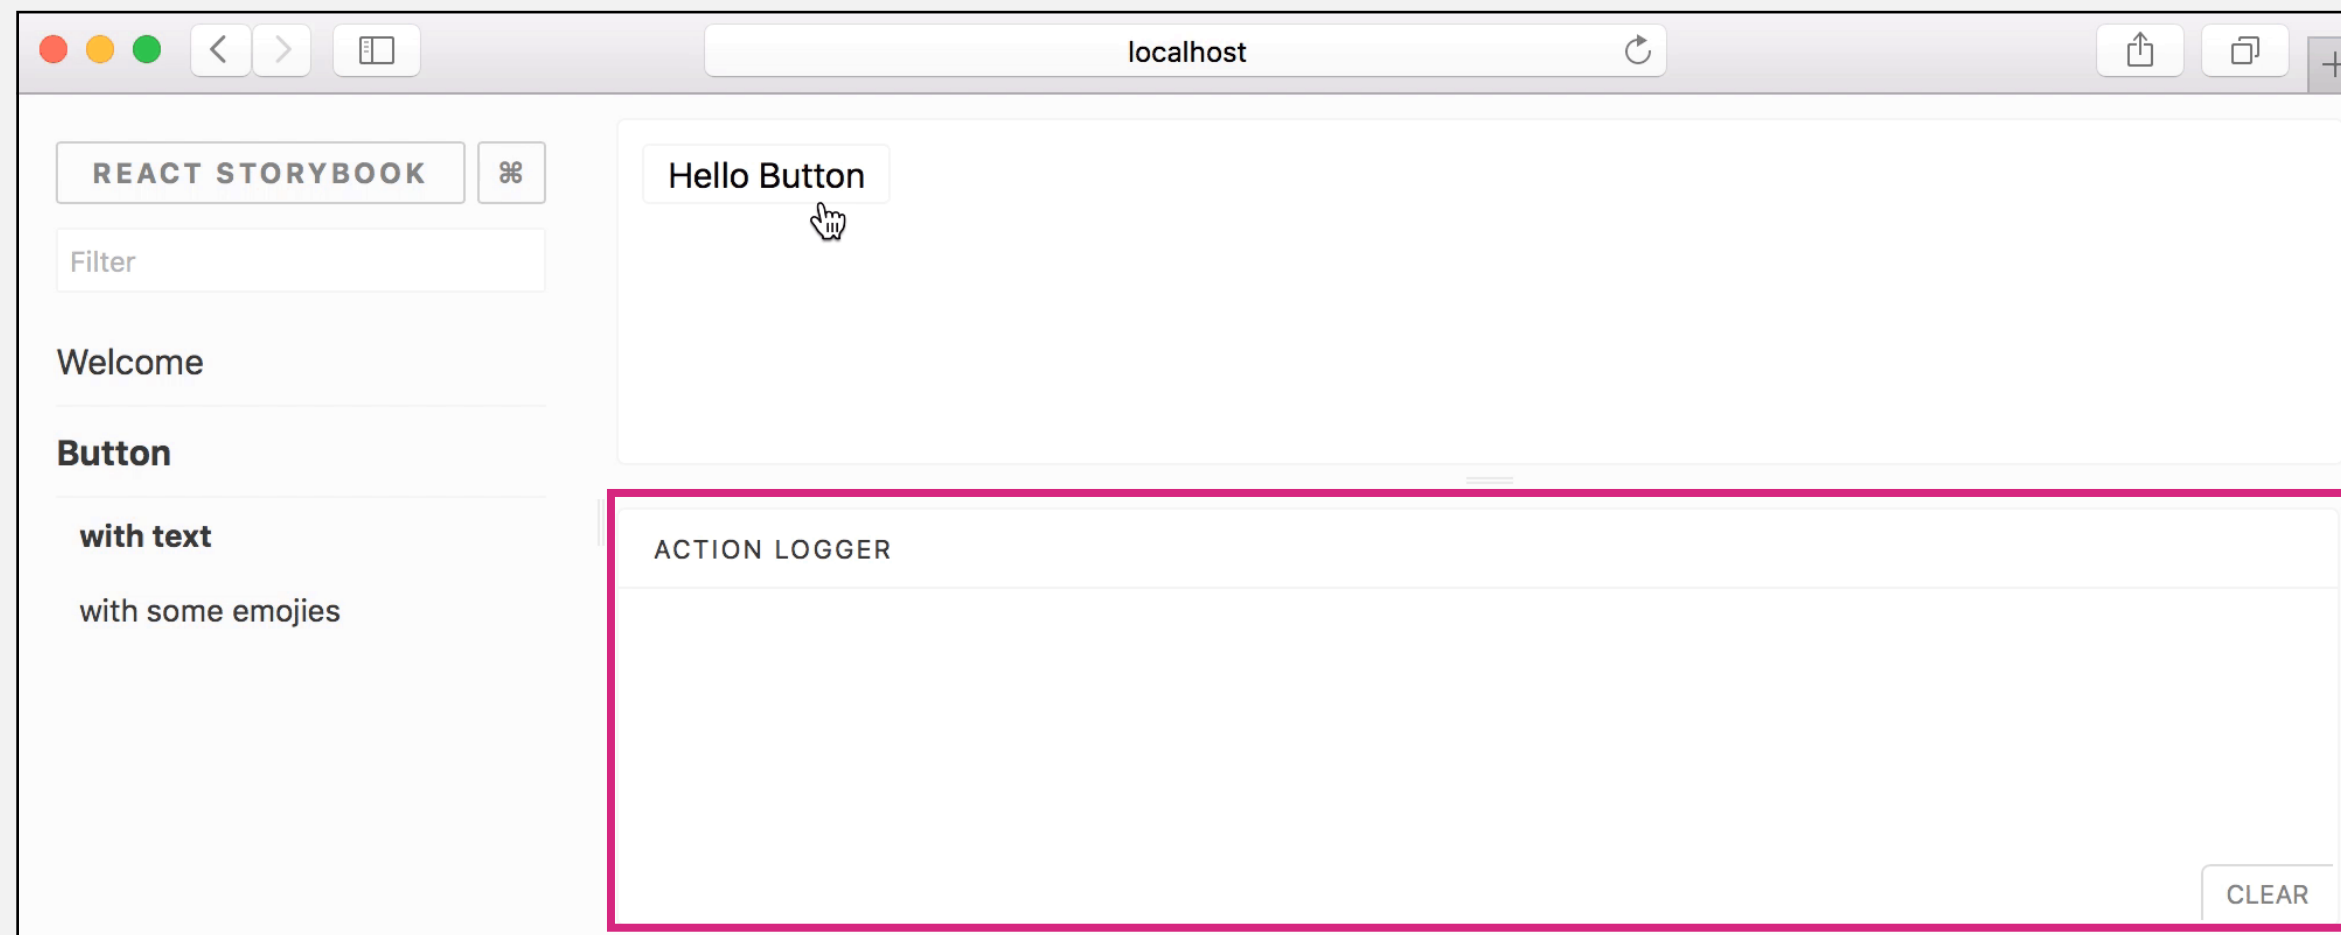 localhost
REACT STORYBOOK ⌘
Filter
Welcome
Button
with text
with some emojies
Hello Button
ACTION LOGGER
CLEAR